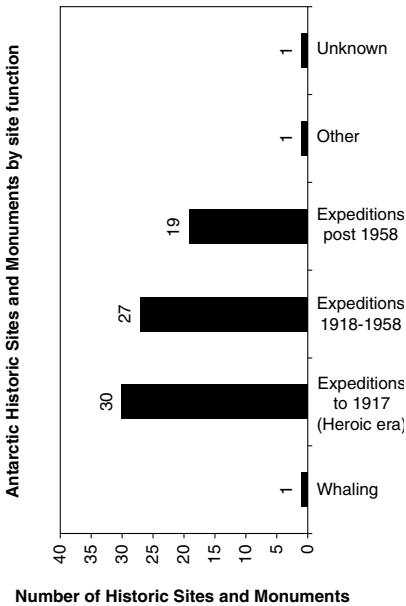 Antarctic Historic Sites and Monuments by site function
Number of Historic Sites and Monuments
40
35
30
25
20
15
10
5
0
1
30
27
19
1
1
Whaling
Expeditions
to 1917
(Heroic era)
Expeditions
1918-1958
Expeditions
post 1958
Other
Unknown